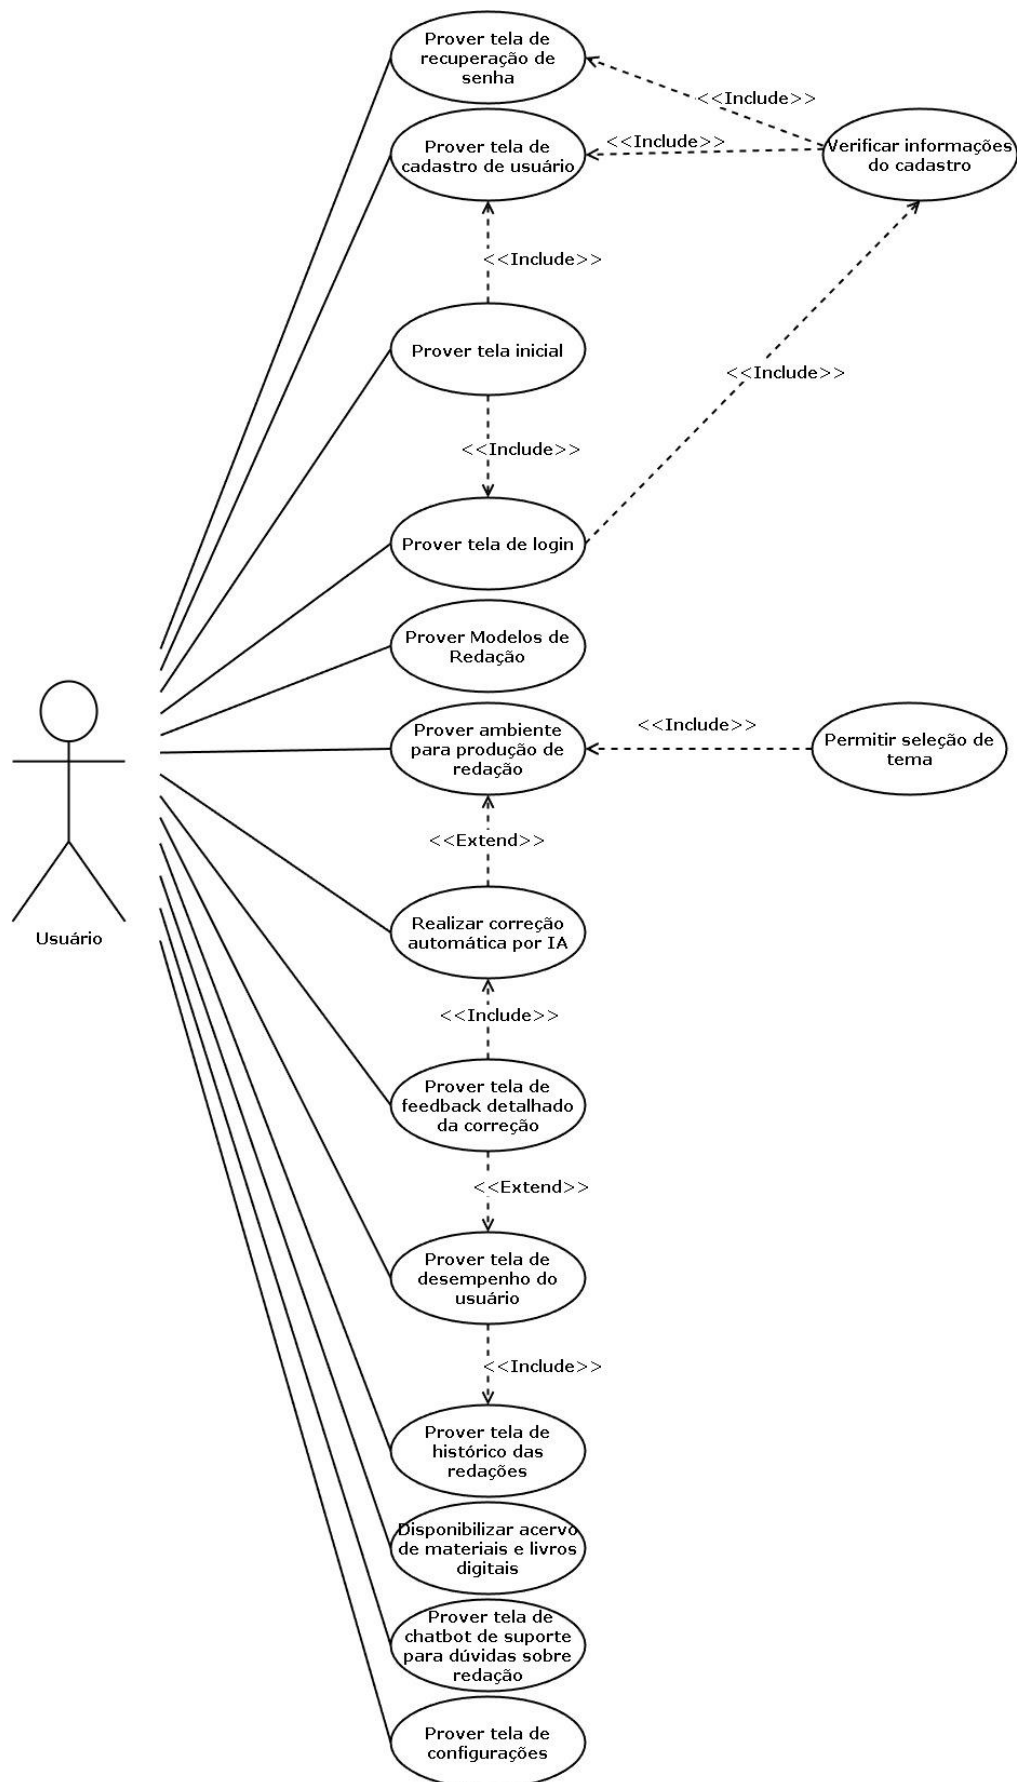 Prover tela de
recuperação de
senha
<<Include>>
Prover tela de
cadastro de usuário
<<Include>>
Verificar informações
do cadastro
<<Include>>
Prover tela inicial
<<Include>>
<<Include>>
Prover tela de login
Prover Modelos de
Redação
Prover ambiente
para produção de
redação
<<Include>>
Permitir seleção de
tema
<<Extend>>
Realizar correção
automática por IA
Usuário
<<Include>>
Prover tela de
feedback detalhado
da correção
<<Extend>>
Prover tela de
desempenho do
usuário
<<Include>>
Prover tela de
histórico das
redações
Disponibilizar acervo
de materiais e livros
digitais
Prover tela de
chatbot de suporte
para dúvidas sobre
redação
Prover tela de
configurações